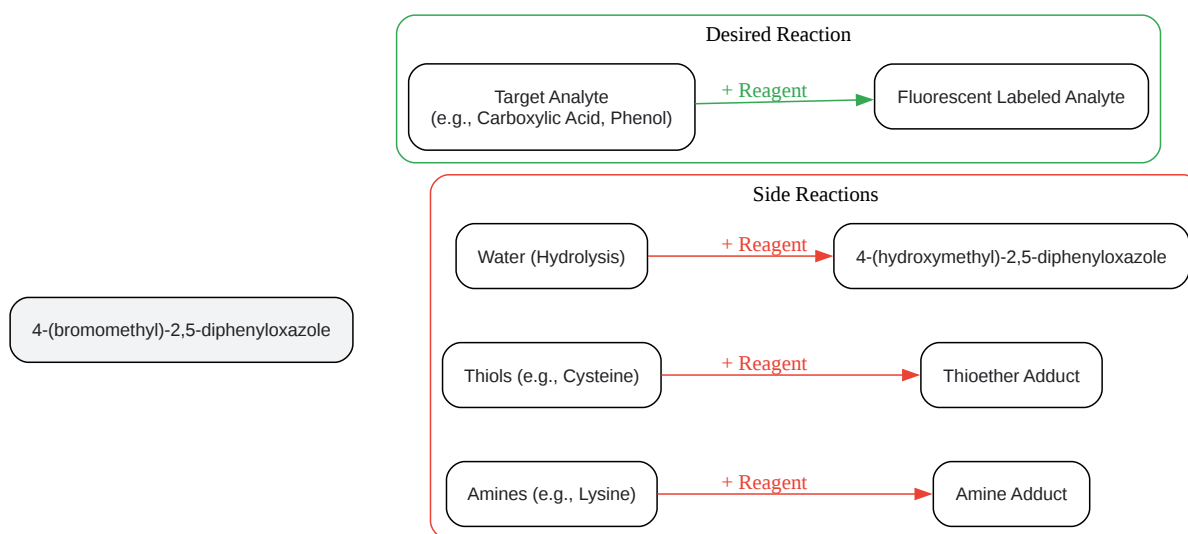 Desired Reaction
Target Analyte
(e.g., Carboxylic Acid, Phenol)
+ Reagent
Fluorescent Labeled Analyte
Side Reactions
Water (Hydrolysis)
+ Reagent
4-(hydroxymethyl)-2,5-diphenyloxazole
4-(bromomethyl)-2,5-diphenyloxazole
Thiols (e.g., Cysteine)
+ Reagent
Thioether Adduct
Amines (e.g., Lysine)
+ Reagent
Amine Adduct